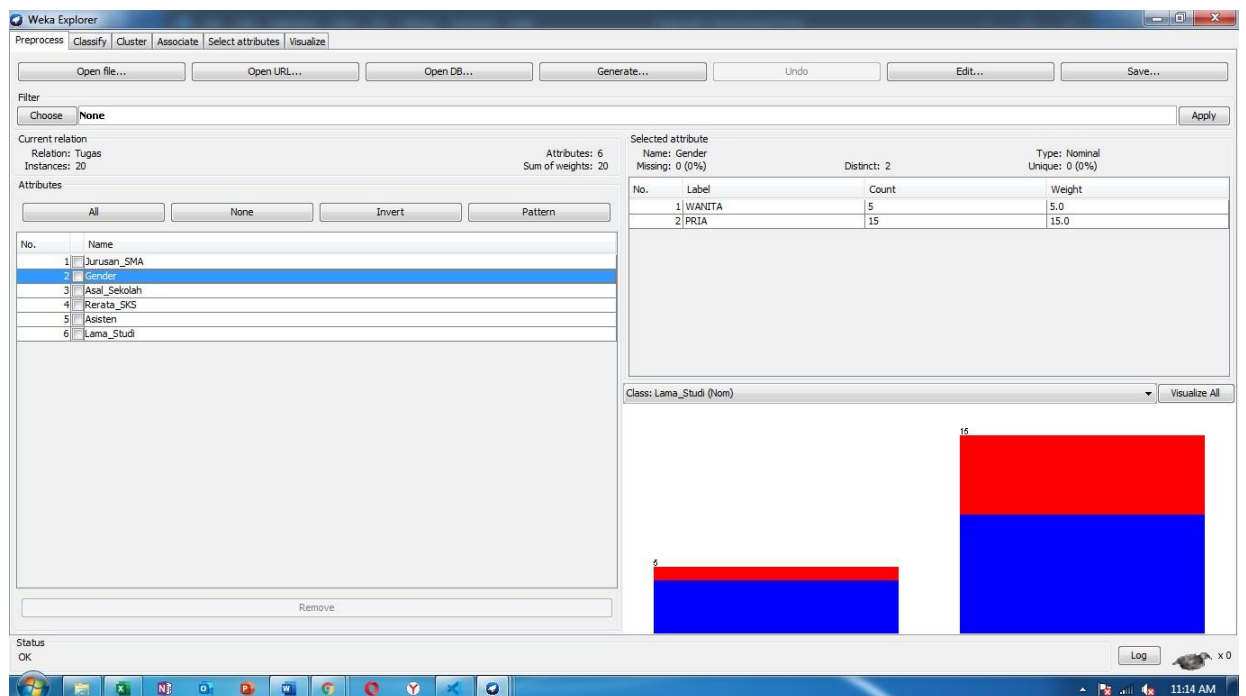 Weka Explorer
Preprocess Classify Cluster Associate Select attributes Visualize
Open file... Open URL... Open DB... Generate... Undo Edit... Save...
Filter
Choose None Apply
Current relation
Relation: Tugas Attributes: 6
Instances: 20 Sum of weights: 20
Attributes
All None Invert Pattern
No. Name
1 Jurusan_SMA
2 Gender
3 Asal_Sekolah
4 Rerata_SKS
5 Asisten
6 Lama_Studi
Remove
Selected attribute
Name: Gender Type: Nominal
Missing: 0 (0%) Distinct: 2 Unique: 0 (0%)
No. Label Count Weight
1 WANITA 5 5.0
2 PRIA 15 15.0
Class: Lama_Studi (Nom) Visualize All
15
5
Status
OK
Log x 0
11:14 AM